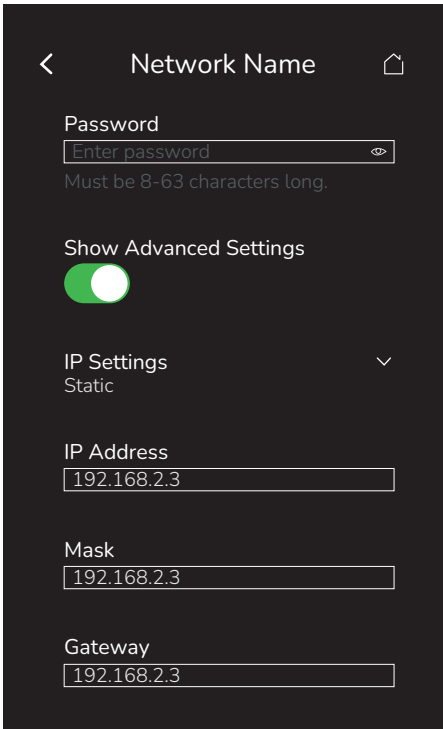 Network Name
Password
Enter password
Must be 8-63 characters long.
Show Advanced Settings
IP Settings
Static
IP Address
192.168.2.3
Mask
192.168.2.3
Gateway
192.168.2.3